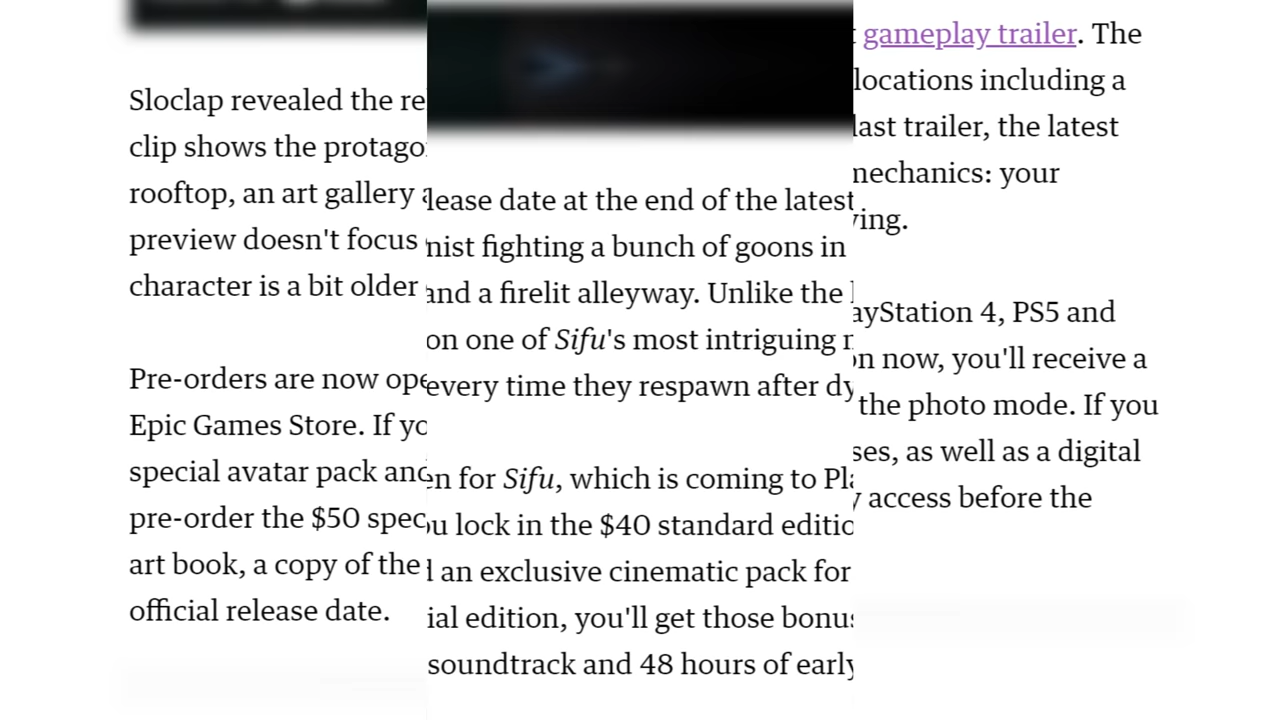 Sloclap revealed the release date at the end of the latest gameplay trailer. The
clip shows the protagonist fighting a bunch of goons in locations including a
rooftop, an art gallery and a firelit alleyway. Unlike the last trailer, the latest
preview doesn't focus on one of Sifu's most intriguing mechanics: your
character is a bit older every time they respawn after dying.
Pre-orders are now open for Sifu, which is coming to PlayStation 4, PS5 and
Epic Games Store. If you lock in the $40 standard edition now, you'll receive a
special avatar pack and an exclusive cinematic pack for the photo mode. If you
pre-order the $50 special edition, you'll get those bonuses, as well as a digital
art book, a copy of the soundtrack and 48 hours of early access before the
official release date.